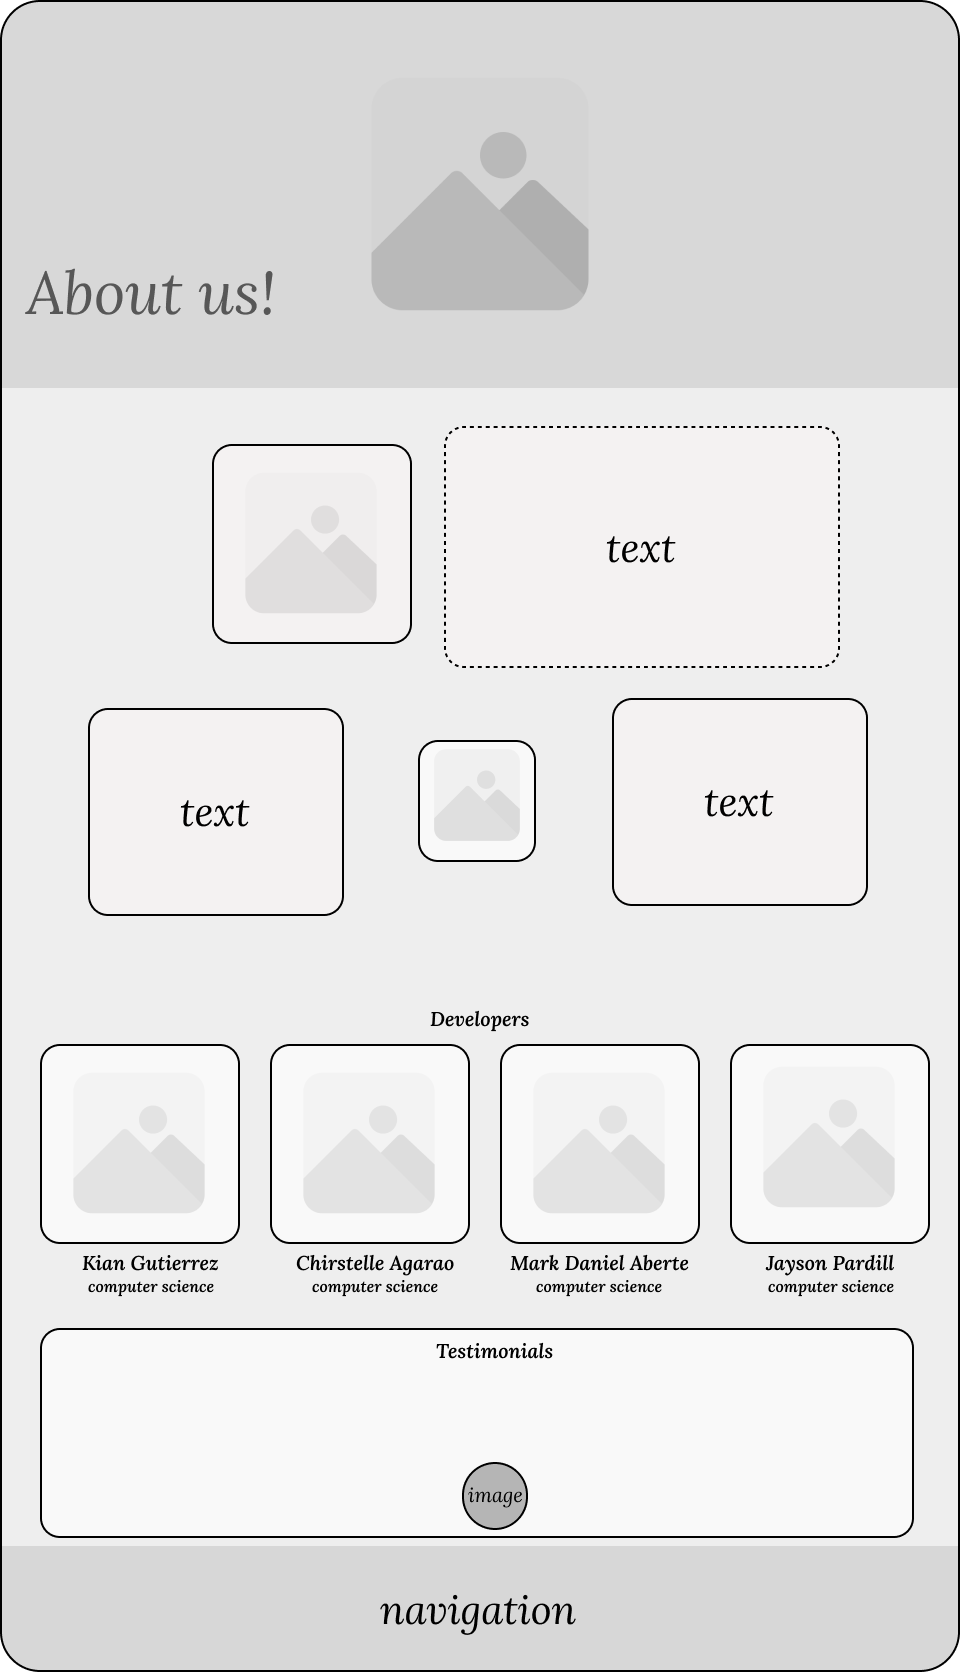 About us!
text
text
text
Developers
Kian Gutierrez
computer science
Chirstelle Agarao
computer science
Mark Daniel Aberte
computer science
Jayson Pardill
computer science
Testimonials
image
navigation